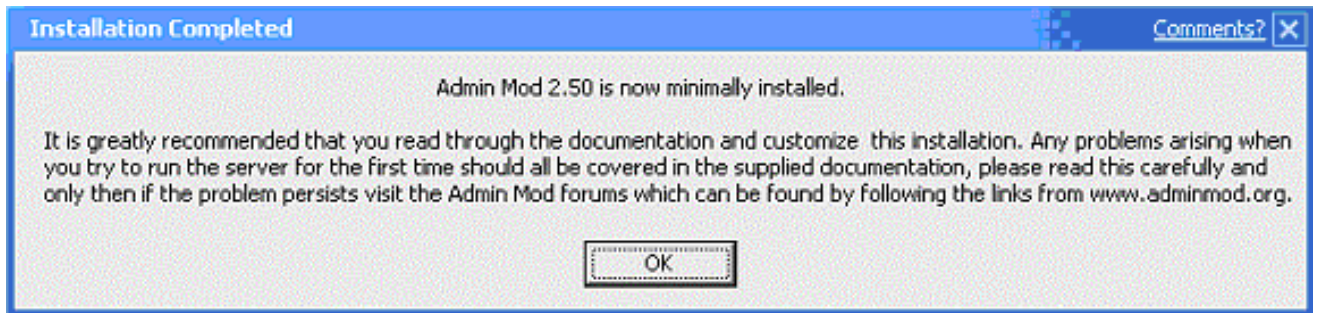 Installation Completed
Comments?
Admin Mod 2.50 is now minimally installed.
It is greatly recommended that you read through the documentation and customize  this installation. Any problems arising when
you try to run the server for the first time should all be covered in the supplied documentation, please read this carefully and
only then if the problem persists visit the Admin Mod forums which can be found by following the links from www.adminmod.org.
OK